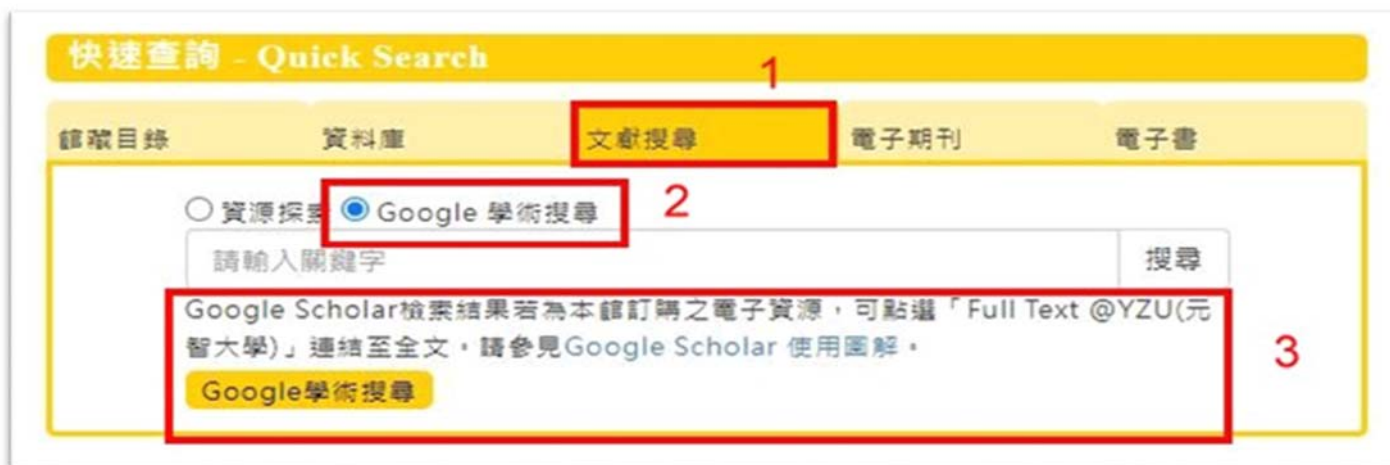 快速查詢 - Quick Search
1
館藏目錄 資料庫 文獻搜尋 電子期刊 電子書
資源探索 Google 學術搜尋 2
請輸入關鍵字 搜尋
Google Scholar檢索結果若為本館訂購之電子資源，可點選「Full Text @YZU(元
智大學)」連結至全文。請參見Google Scholar 使用圖解。
3
Google學術搜尋